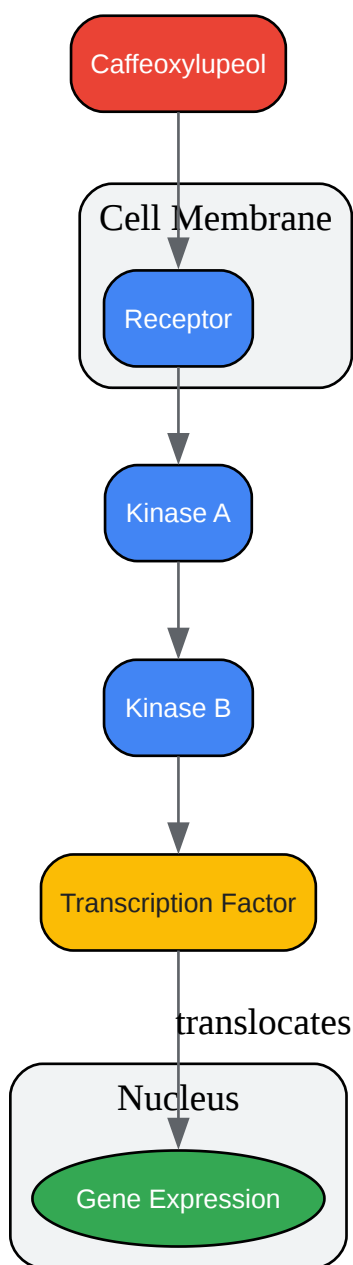 Caffeoxylupeol
Cell Membrane
Receptor
Kinase A
Kinase B
Transcription Factor
translocates
Nucleus
Gene Expression